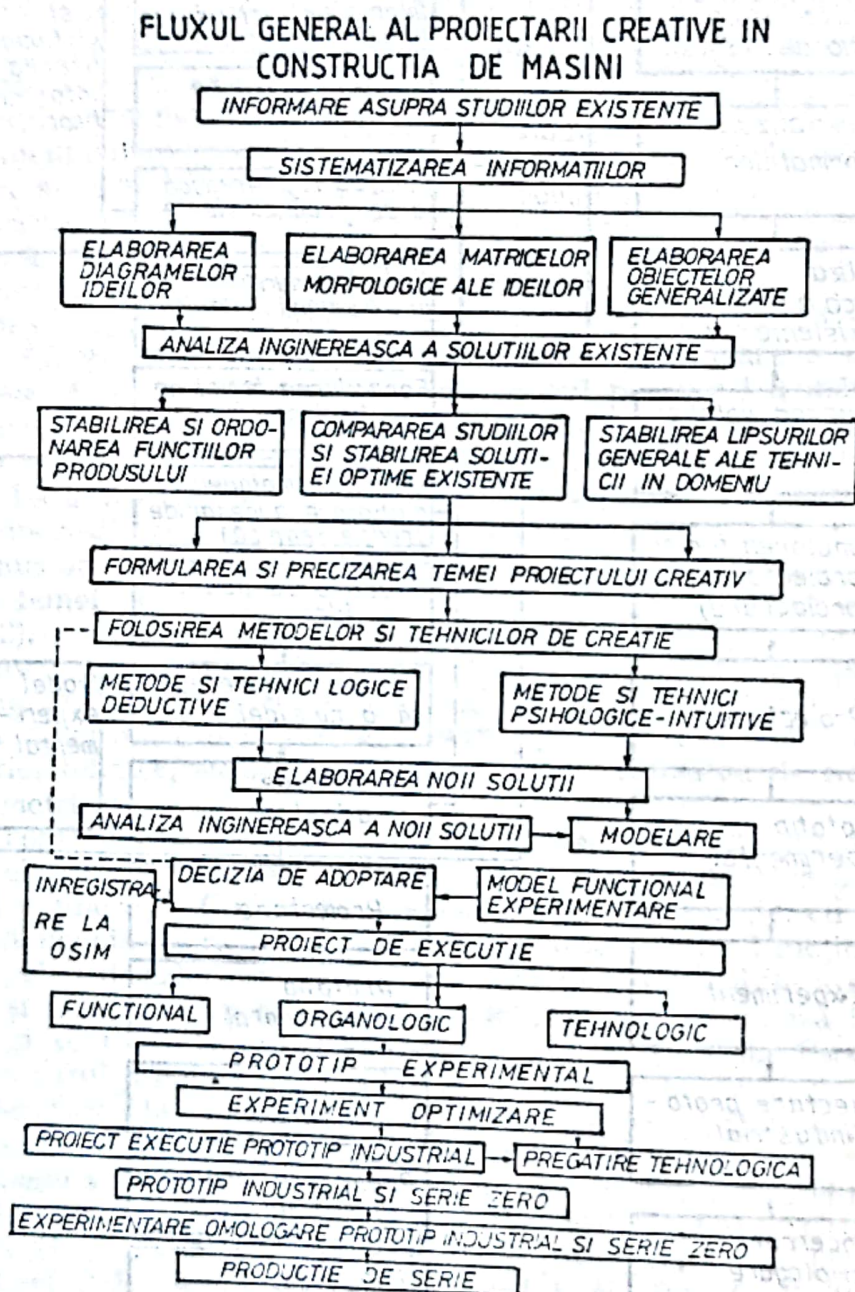 FLUXUL GENERAL AL PROIECTARII CREATIVE IN
CONSTRUCTIA DE MASINI
INFORMARE ASUPRA STUDIILOR EXISTENTE
SISTEMATIZAREA INFORMATIILOR
ELABORAREA
DIAGRAMELOR
IDEILOR
ELABORAREA MATRICELOR
MORFOLOGICE ALE IDEILOR
ELABORAREA
OBIECTELOR
GENERALIZATE
ANALIZA INGINEREASCA A SOLUTIILOR EXISTENTE
STABILIREA SI ORDO-
NAREA FUNCTIILOR
PRODUSULUI
COMPARAREA STUDIILOR
SI STABILIREA SOLUTI-
EI OPTIME EXISTENTE
STABILIREA LIPSURILOR
GENERALE ALE TEHNI-
CII IN DOMENIU
FORMULAREA SI PRECIZAREA TEMEI PROIECTULUI CREATIV
FOLOSIREA METODELOR SI TEHNICILOR DE CREATIE
METODE SI TEHNICI LOGICE
DEDUCTIVE
METODE SI TEHNICI
PSIHOLOGICE-INTUITIVE
ELABORAREA NOII SOLUTII
ANALIZA INGINEREASCA A NOII SOLUTII
MODELARE
INREGISTRA-
RE LA
OSIM
DECIZIA DE ADOPTARE
MODEL FUNCTIONAL
EXPERIMENTARE
PROIECT DE EXECUTIE
FUNCTIONAL
ORGANOLOGIC
TEHNOLOGIC
PROTOTIP EXPERIMENTAL
EXPERIMENT OPTIMIZARE
PROIECT EXECUTIE PROTOTIP INDUSTRIAL
PREGATIRE TEHNOLOGICA
PROTOTIP INDUSTRIAL SI SERIE ZERO
EXPERIMENTARE OMOLOGARE PROTOTIP INDUSTRIAL SI SERIE ZERO
PRODUCTIE DE SERIE